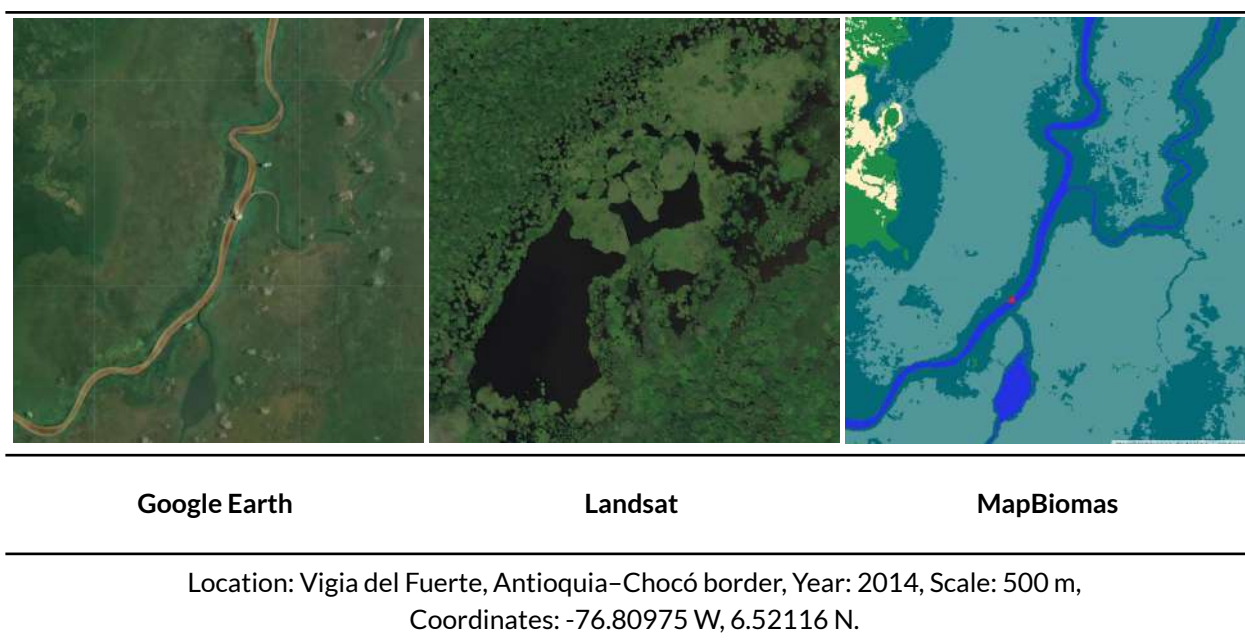 Google Earth
Landsat
MapBiomas
Location: Vigia del Fuerte, Antioquia–Chocó border, Year: 2014, Scale: 500 m,
Coordinates: -76.80975 W, 6.52116 N.